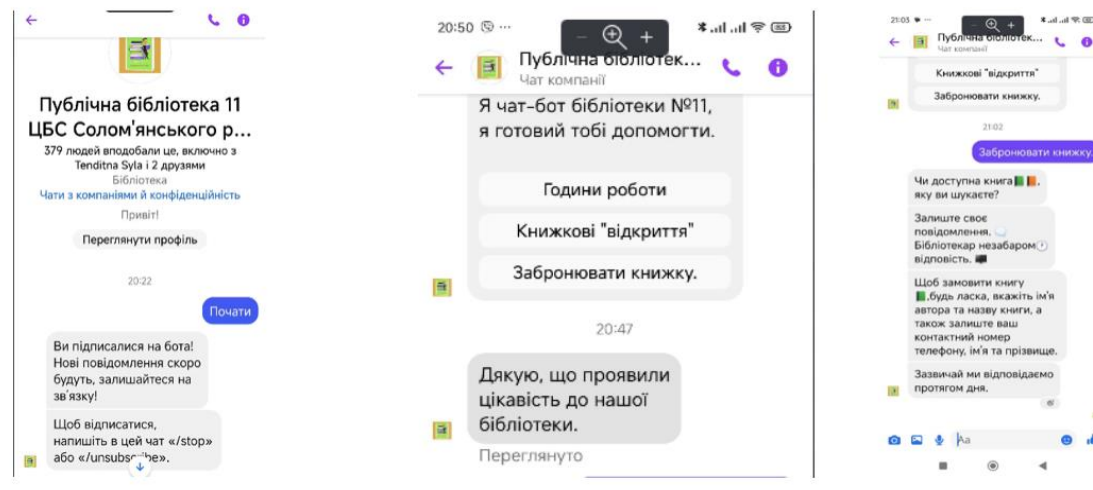 Публічна бібліотека 11
ЦБС Солом'янського р...
379 людей вподобали це, включно з
Tenditna Syla і 2 друзями
Бібліотека
Чати з компаніями й конфіденційність
Привіт!
Переглянути профіль
20:22
Почати
Ви підписалися на бота!
Нові повідомлення скоро
будуть, залишайтеся на
зв'язку!
Щоб відписатися,
напишіть в цей чат «/stop»
або «/unsubscribe».
20:50
Публічна бібліотек...
Чат компанії
Я чат-бот бібліотеки №11,
я готовий тобі допомогти.
Години роботи
Книжкові "відкриття"
Забронювати книжку.
20:47
Дякую, що проявили
цікавість до нашої
бібліотеки.
Переглянуто
21:03
Публічна бібліотек...
Чат компанії
Книжкові "відкриття"
Забронювати книжку.
21:02
Забронювати книжку.
Чи доступна книга
яку ви шукаєте?
Залиште своє
повідомлення.
Бібліотекар незабаром
відповість.
Щоб замовити книгу
,будь ласка, вкажіть ім'я
автора та назву книги, а
також залиште ваш
контактний номер
телефону, ім'я та прізвище.
Зазвичай ми відповідаємо
протягом дня.
Aa